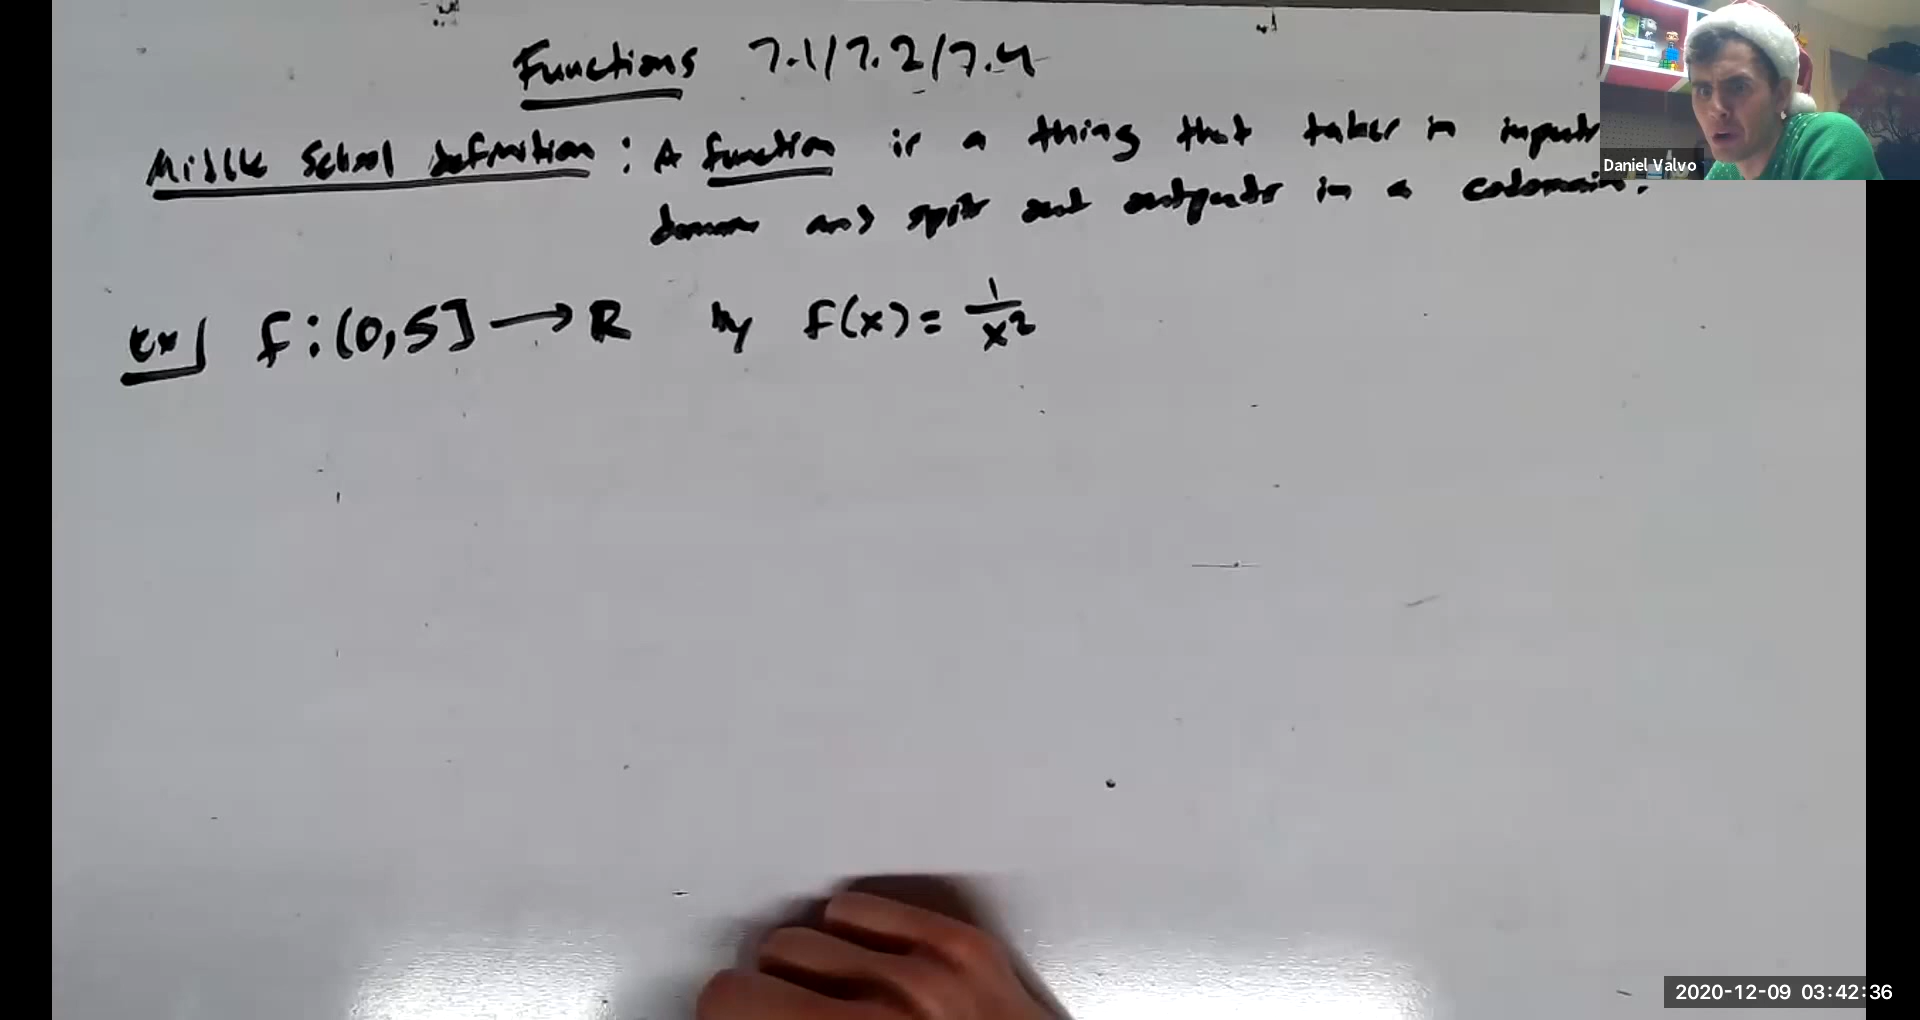 Functions 7.1/7.2/7.4
Middle School definition: A function is a thing that takes in inputs
domain and spits out outputs in a codomain.
Ex] f:(0,5] → R by f(x) = 1/x²
Daniel Valvo
2020-12-09 03:42:36